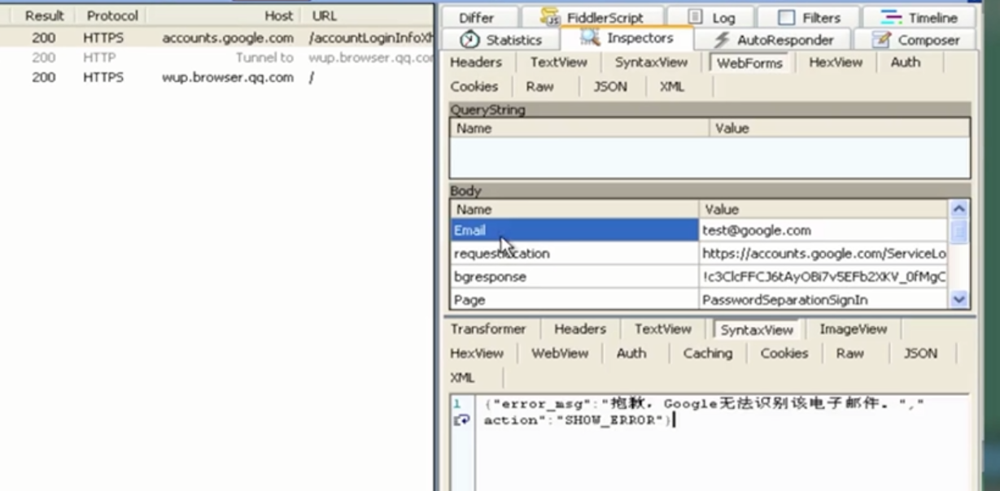 Result Protocol Host URL
200 HTTPS accounts.google.com /accountLoginInfoXh
200 HTTP Tunnel to wup.browser.qq.com
200 HTTPS wup.browser.qq.com /
Differ FiddlerScript Log Filters Timeline
Statistics Inspectors AutoResponder Composer
Headers TextView SyntaxView WebForms HexView Auth
Cookies Raw JSON XML
QueryString
Name Value
Body
Name Value
Email test@google.com
requestlocation https://accounts.google.com/ServiceLo
bgresponse !c3ClcFFCJ6tAyOBi7v5EFb2XKV_0fMgC
Page PasswordSeparationSignIn
Transformer Headers TextView SyntaxView ImageView
HexView WebView Auth Caching Cookies Raw JSON
XML
1 {"error_msg":"抱歉，Google无法识别该电子邮件。","
action":"SHOW_ERROR"}